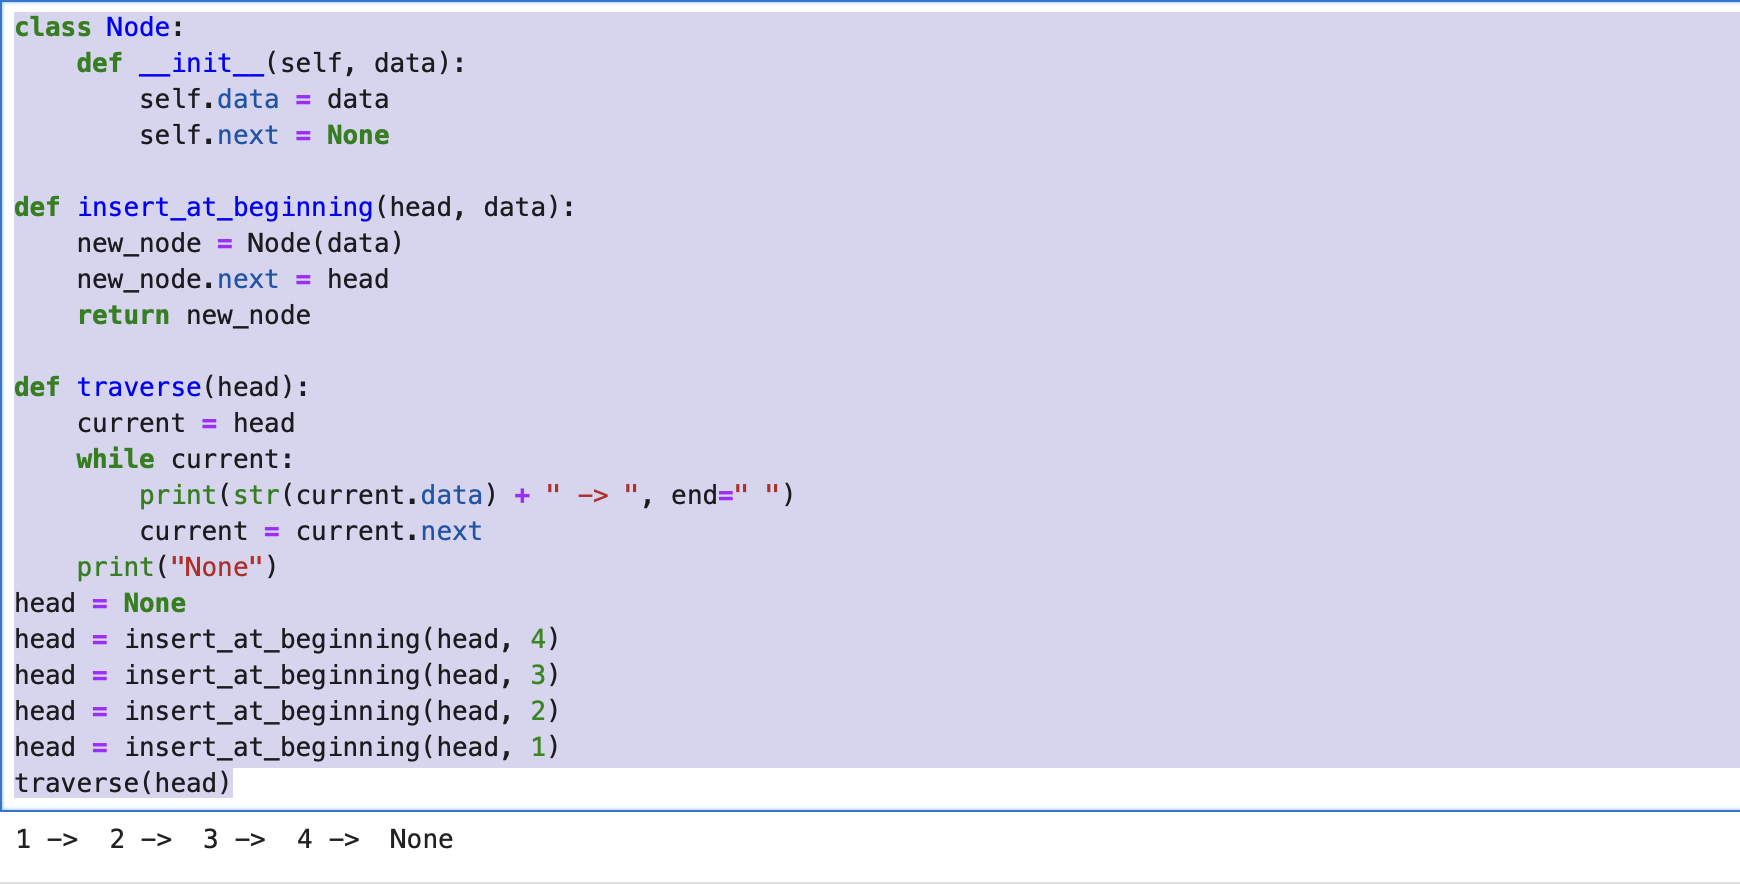 class Node:
    def __init__(self, data):
        self.data = data
        self.next = None

def insert_at_beginning(head, data):
    new_node = Node(data)
    new_node.next = head
    return new_node

def traverse(head):
    current = head
    while current:
        print(str(current.data) + " -> ", end=" ")
        current = current.next
    print("None")
head = None
head = insert_at_beginning(head, 4)
head = insert_at_beginning(head, 3)
head = insert_at_beginning(head, 2)
head = insert_at_beginning(head, 1)
traverse(head)
1 ->  2 ->  3 ->  4 ->  None